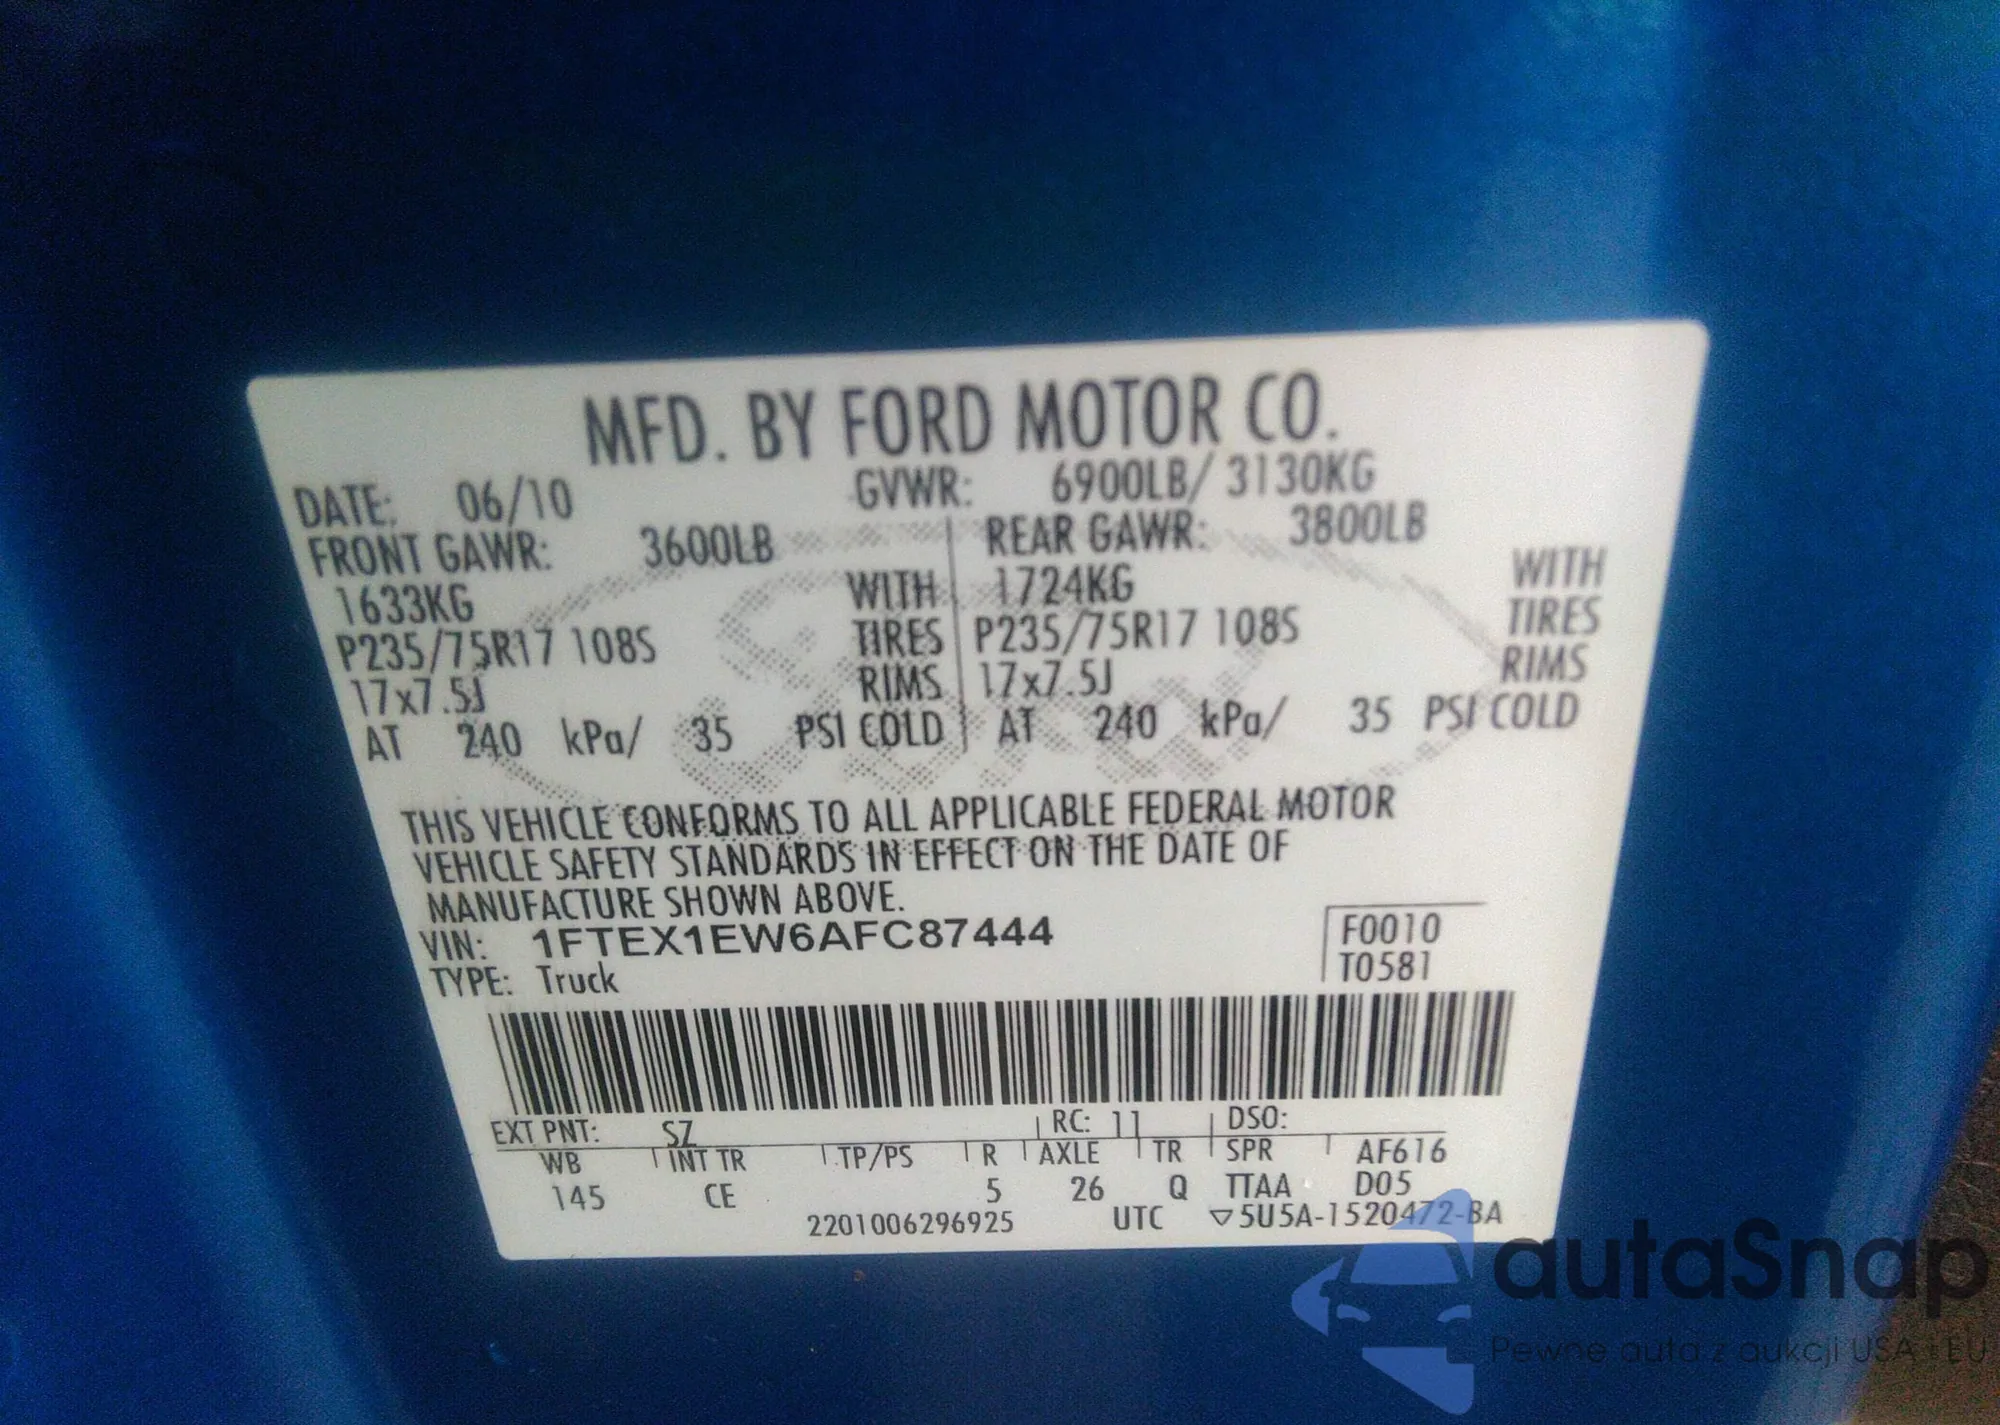 MFD. BY FORD MOTOR CO.
DATE: 06/10 GVWR: 6900LB/ 3130KG
FRONT GAWR: 3600LB REAR GAWR: 3800LB
1633KG WITH 1724KG WITH
P235/75R17 108S TIRES P235/75R17 108S TIRES
17x7.5J RIMS 17x7.5J RIMS
AT 240 kPa/ 35 PSI COLD AT 240 kPa/ 35 PSI COLD
THIS VEHICLE CONFORMS TO ALL APPLICABLE FEDERAL MOTOR
VEHICLE SAFETY STANDARDS IN EFFECT ON THE DATE OF
MANUFACTURE SHOWN ABOVE.
VIN: 1FTEX1EW6AFC87444 F0010
TYPE: Truck T0581
EXT PNT: SZ RC: 11 DSO:
WB INT TR TP/PS R AXLE TR SPR AF616
145 CE 5 26 Q TTAA D05
2201006296925 UTC ▽5U5A-1520472-BA
autaSnap
Pewne auta z aukcji USA i EU